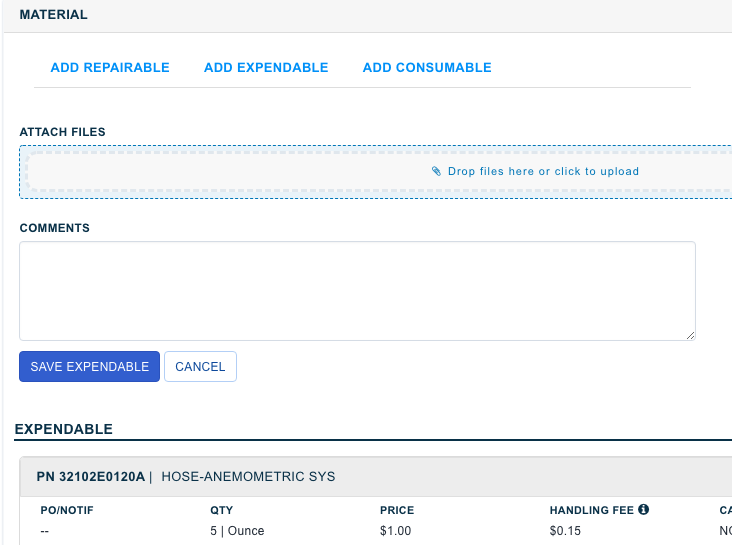 MATERIAL
ADD REPAIRABLE ADD EXPENDABLE ADD CONSUMABLE
ATTACH FILES
Drop files here or click to upload
COMMENTS
SAVE EXPENDABLE CANCEL
EXPENDABLE
PN 32102E0120A | HOSE-ANEMOMETRIC SYS
PO/NOTIF QTY PRICE HANDLING FEE
-- 5 | Ounce $1.00 $0.15